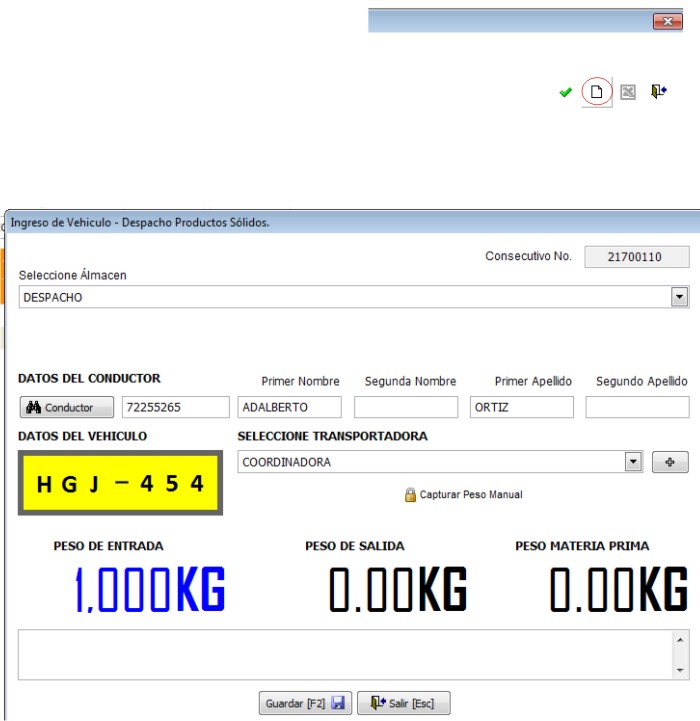 Ingreso de Vehiculo - Despacho Productos Sólidos.
Consecutivo No. 21700110
Seleccione Álmacen
DESPACHO
DATOS DEL CONDUCTOR Primer Nombre Segunda Nombre Primer Apellido Segundo Apellido
Conductor 72255265 ADALBERTO ORTIZ
DATOS DEL VEHICULO SELECCIONE TRANSPORTADORA
COORDINADORA
HGJ-454
Capturar Peso Manual
PESO DE ENTRADA PESO DE SALIDA PESO MATERIA PRIMA
1,000KG 0.00KG 0.00KG
Guardar [F2] Salir [Esc]